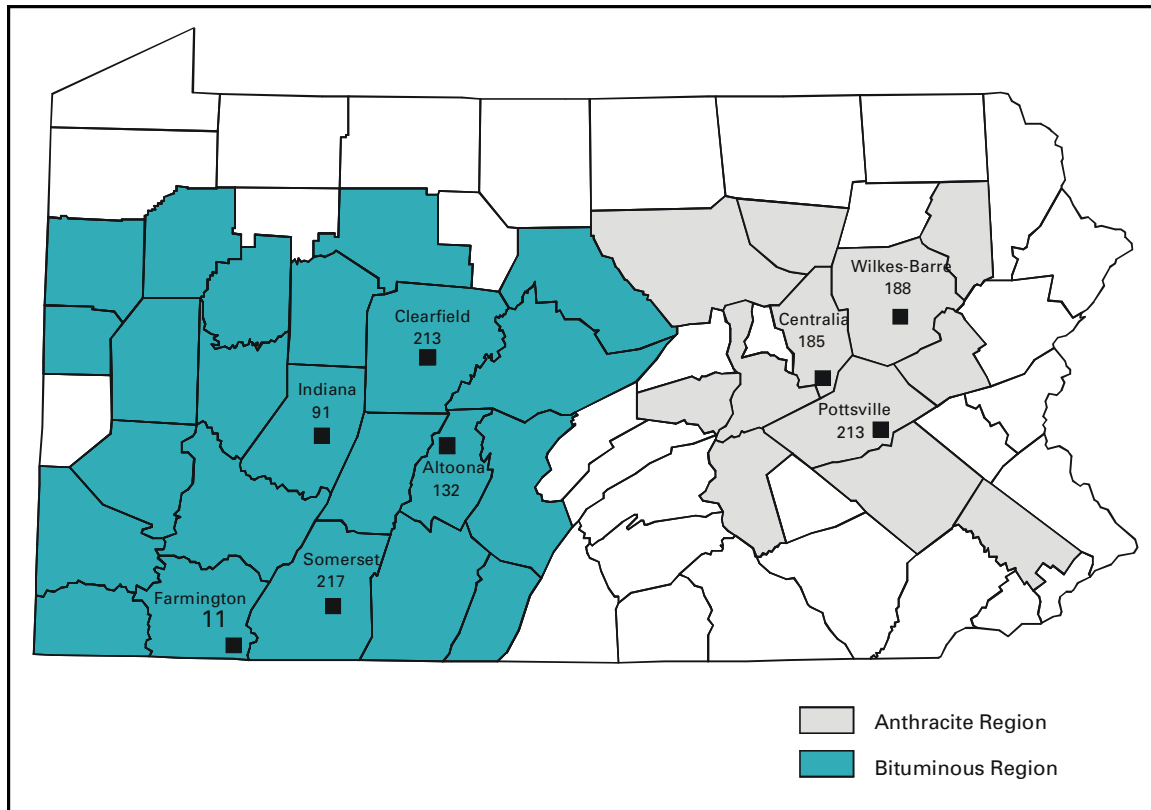 Wilkes-Barre
188
Clearfield
213
Centralia
185
Indiana
91
Pottsville
213
Altoona
132
Somerset
217
Farmington
11
Anthracite Region
Bituminous Region